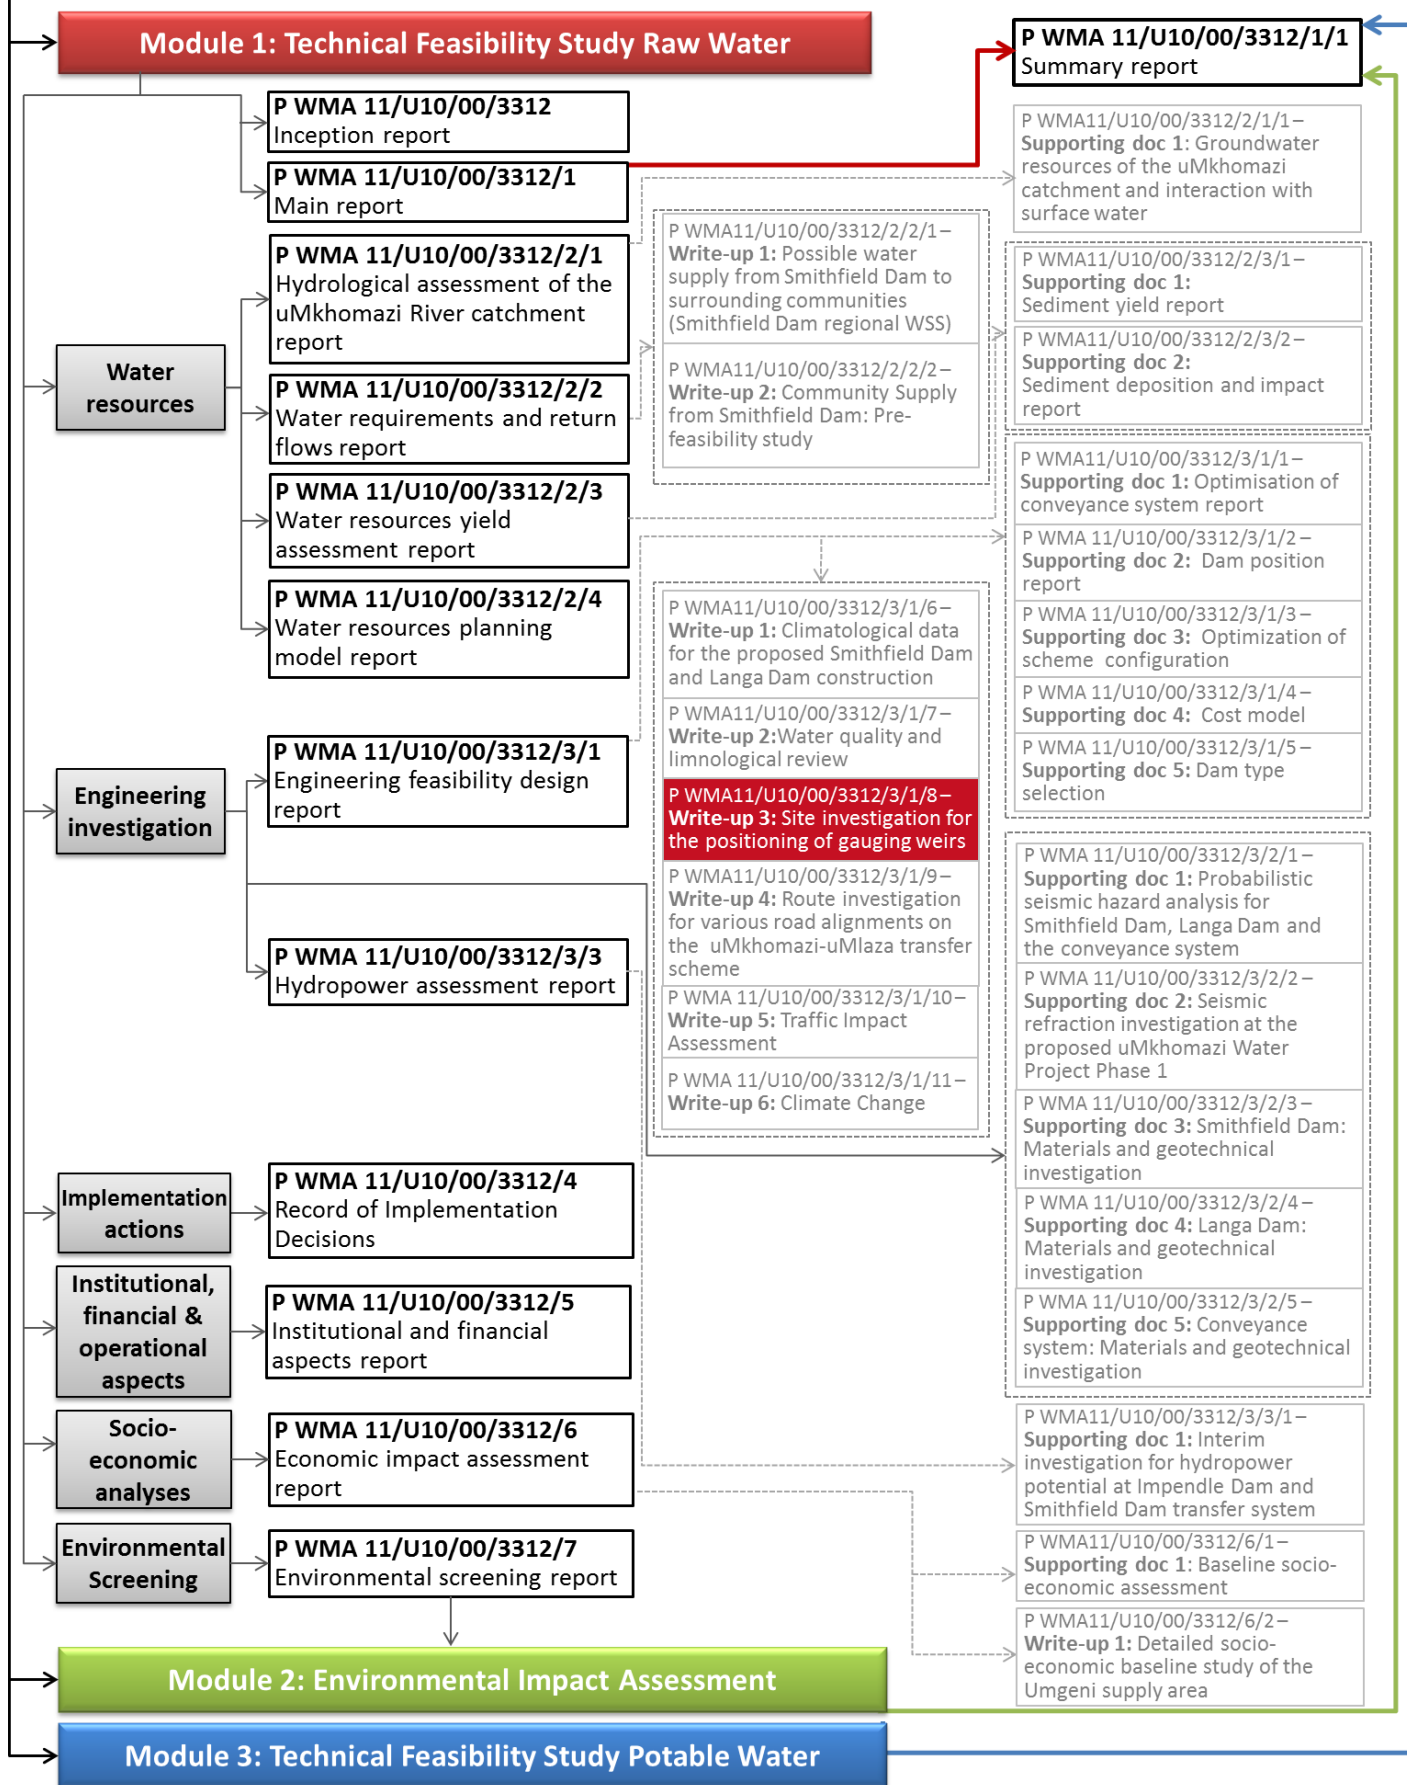 Module 1: Technical Feasibility Study Raw Water
P WMA 11/U10/00/3312/1/1
Summary report
P WMA 11/U10/00/3312
Inception report
P WMA 11/U10/00/3312/1
Main report
Water
resources
P WMA 11/U10/00/3312/2/1
Hydrological assessment of the
uMkhomazi River catchment
report
P WMA 11/U10/00/3312/2/2
Water requirements and return
flows report
P WMA 11/U10/00/3312/2/3
Water resources yield
assessment report
P WMA 11/U10/00/3312/2/4
Water resources planning
model report
P WMA11/U10/00/3312/2/2/1–
Write-up 1: Possible water
supply from Smithfield Dam to
surrounding communities
(Smithfield Dam regional WSS)
P WMA11/U10/00/3312/2/2/2–
Write-up 2: Community Supply
from Smithfield Dam: Pre-
feasibility study
P WMA11/U10/00/3312/2/1/1–
Supporting doc 1: Groundwater
resources of the uMkhomazi
catchment and interaction with
surface water
P WMA11/U10/00/3312/2/3/1–
Supporting doc 1:
Sediment yield report
P WMA11/U10/00/3312/2/3/2–
Supporting doc 2:
Sediment deposition and impact
report
Engineering
investigation
P WMA 11/U10/00/3312/3/1
Engineering feasibility design
report
P WMA 11/U10/00/3312/3/3
Hydropower assessment report
P WMA11/U10/00/3312/3/1/6–
Write-up 1: Climatological data
for the proposed Smithfield Dam
and Langa Dam construction
P WMA11/U10/00/3312/3/1/7–
Write-up 2:Water quality and
limnological review
P WMA11/U10/00/3312/3/1/8–
Write-up 3: Site investigation for
the positioning of gauging weirs
P WMA11/U10/00/3312/3/1/9–
Write-up 4: Route investigation
for various road alignments on
the uMkhomazi-uMlaza transfer
scheme
P WMA 11/U10/00/3312/3/1/10–
Write-up 5: Traffic Impact
Assessment
P WMA 11/U10/00/3312/3/1/11–
Write-up 6: Climate Change
P WMA11/U10/00/3312/3/1/1–
Supporting doc 1: Optimisation of
conveyance system report
P WMA 11/U10/00/3312/3/1/2–
Supporting doc 2: Dam position
report
P WMA11/U10/00/3312/3/1/3–
Supporting doc 3: Optimization of
scheme configuration
P WMA11/U10/00/3312/3/1/4–
Supporting doc 4: Cost model
P WMA11/U10/00/3312/3/1/5–
Supporting doc 5: Dam type
selection
P WMA 11/U10/00/3312/3/2/1–
Supporting doc 1: Probabilistic
seismic hazard analysis for
Smithfield Dam, Langa Dam and
the conveyance system
P WMA 11/U10/00/3312/3/2/2–
Supporting doc 2: Seismic
refraction investigation at the
proposed uMkhomazi Water
Project Phase 1
P WMA 11/U10/00/3312/3/2/3–
Supporting doc 3: Smithfield Dam:
Materials and geotechnical
investigation
P WMA 11/U10/00/3312/3/2/4–
Supporting doc 4: Langa Dam:
Materials and geotechnical
investigation
P WMA 11/U10/00/3312/3/2/5–
Supporting doc 5: Conveyance
system: Materials and geotechnical
investigation
Implementation
actions
P WMA 11/U10/00/3312/4
Record of Implementation
Decisions
Institutional,
financial &
operational
aspects
P WMA 11/U10/00/3312/5
Institutional and financial
aspects report
Socio-
economic
analyses
P WMA 11/U10/00/3312/6
Economic impact assessment
report
Environmental
Screening
P WMA 11/U10/00/3312/7
Environmental screening report
P WMA11/U10/00/3312/3/3/1–
Supporting doc 1: Interim
investigation for hydropower
potential at Impendle Dam and
Smithfield Dam transfer system
P WMA11/U10/00/3312/6/1–
Supporting doc 1: Baseline socio-
economic assessment
P WMA11/U10/00/3312/6/2–
Write-up 1: Detailed socio-
economic baseline study of the
Umgeni supply area
Module 2: Environmental Impact Assessment
Module 3: Technical Feasibility Study Potable Water